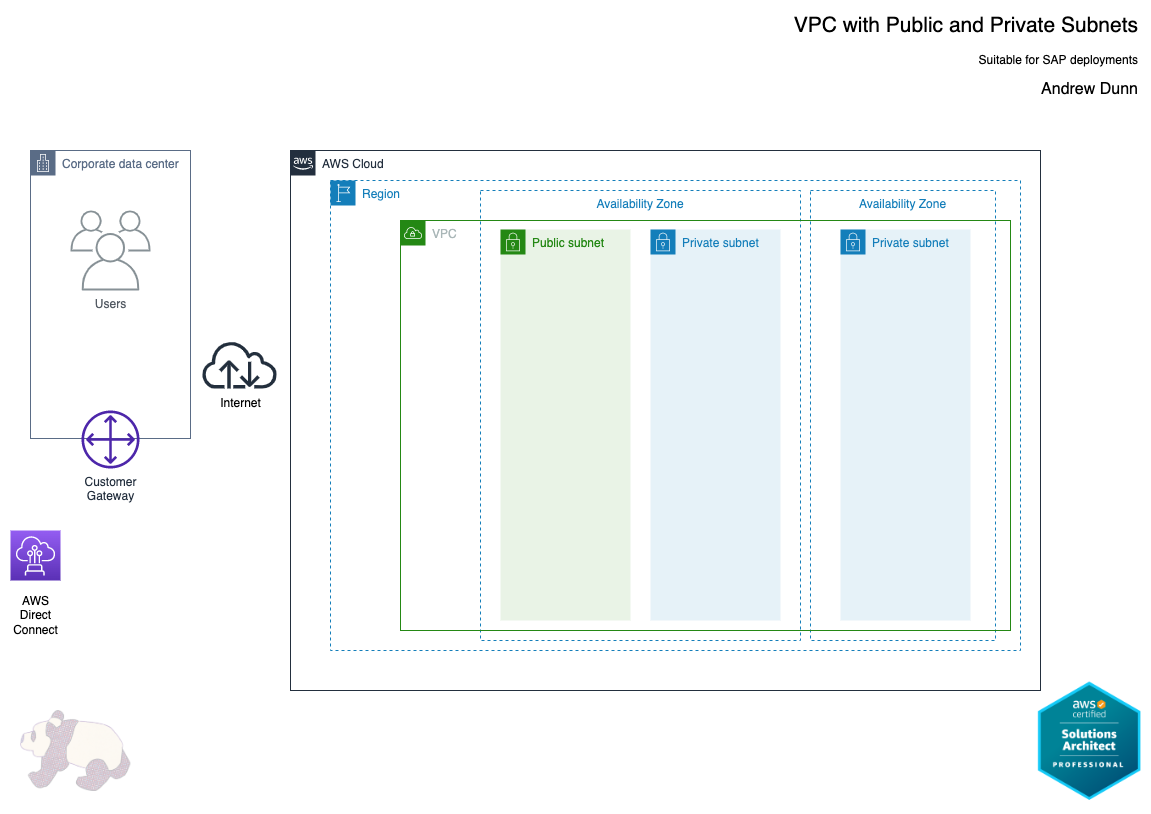 VPC with Public and Private Subnets
Suitable for SAP deployments
Andrew Dunn
Corporate data center
Users
Customer
Gateway
AWS
Direct
Connect
Internet
aws
AWS Cloud
Region
VPC
Availability Zone
Public subnet
Private subnet
Availability Zone
Private subnet
aws
certified
Solutions
Architect
PROFESSIONAL